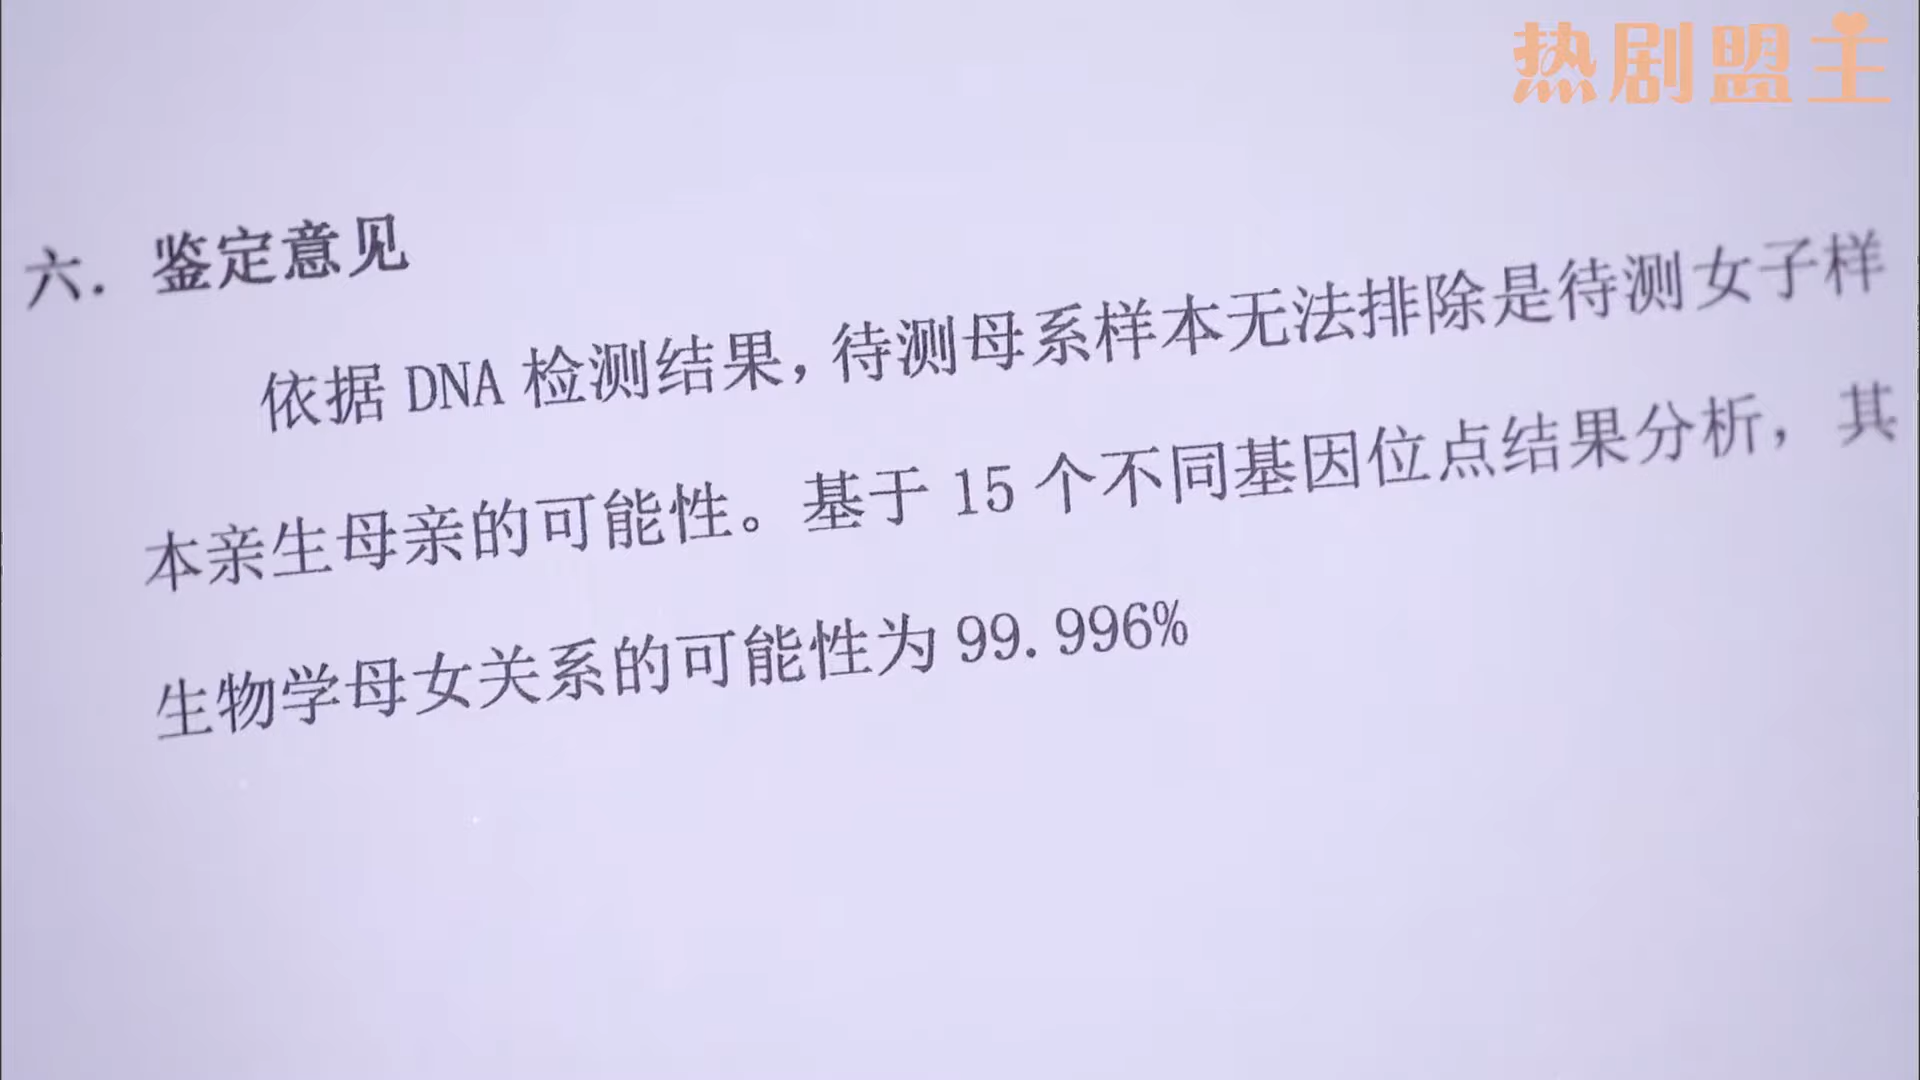 热剧盟主
六. 鉴定意见
依据 DNA 检测结果，待测母系样本无法排除是待测女子样
本亲生母亲的可能性。基于 15 个不同基因位点结果分析，其
生物学母女关系的可能性为 99.996%